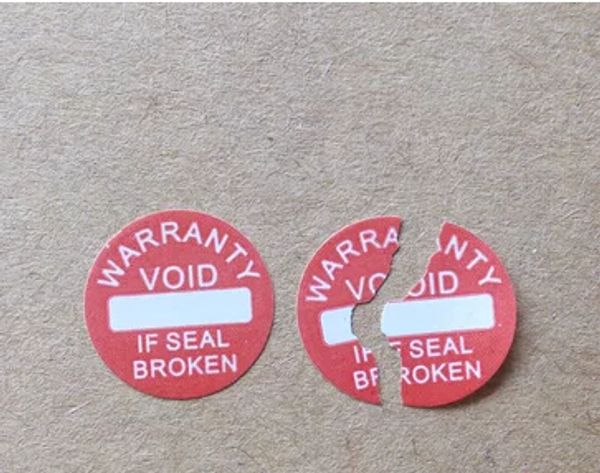 WARRANTY
VOID
IF SEAL
BROKEN
WARRANTY
VOID
IF SEAL
BROKEN